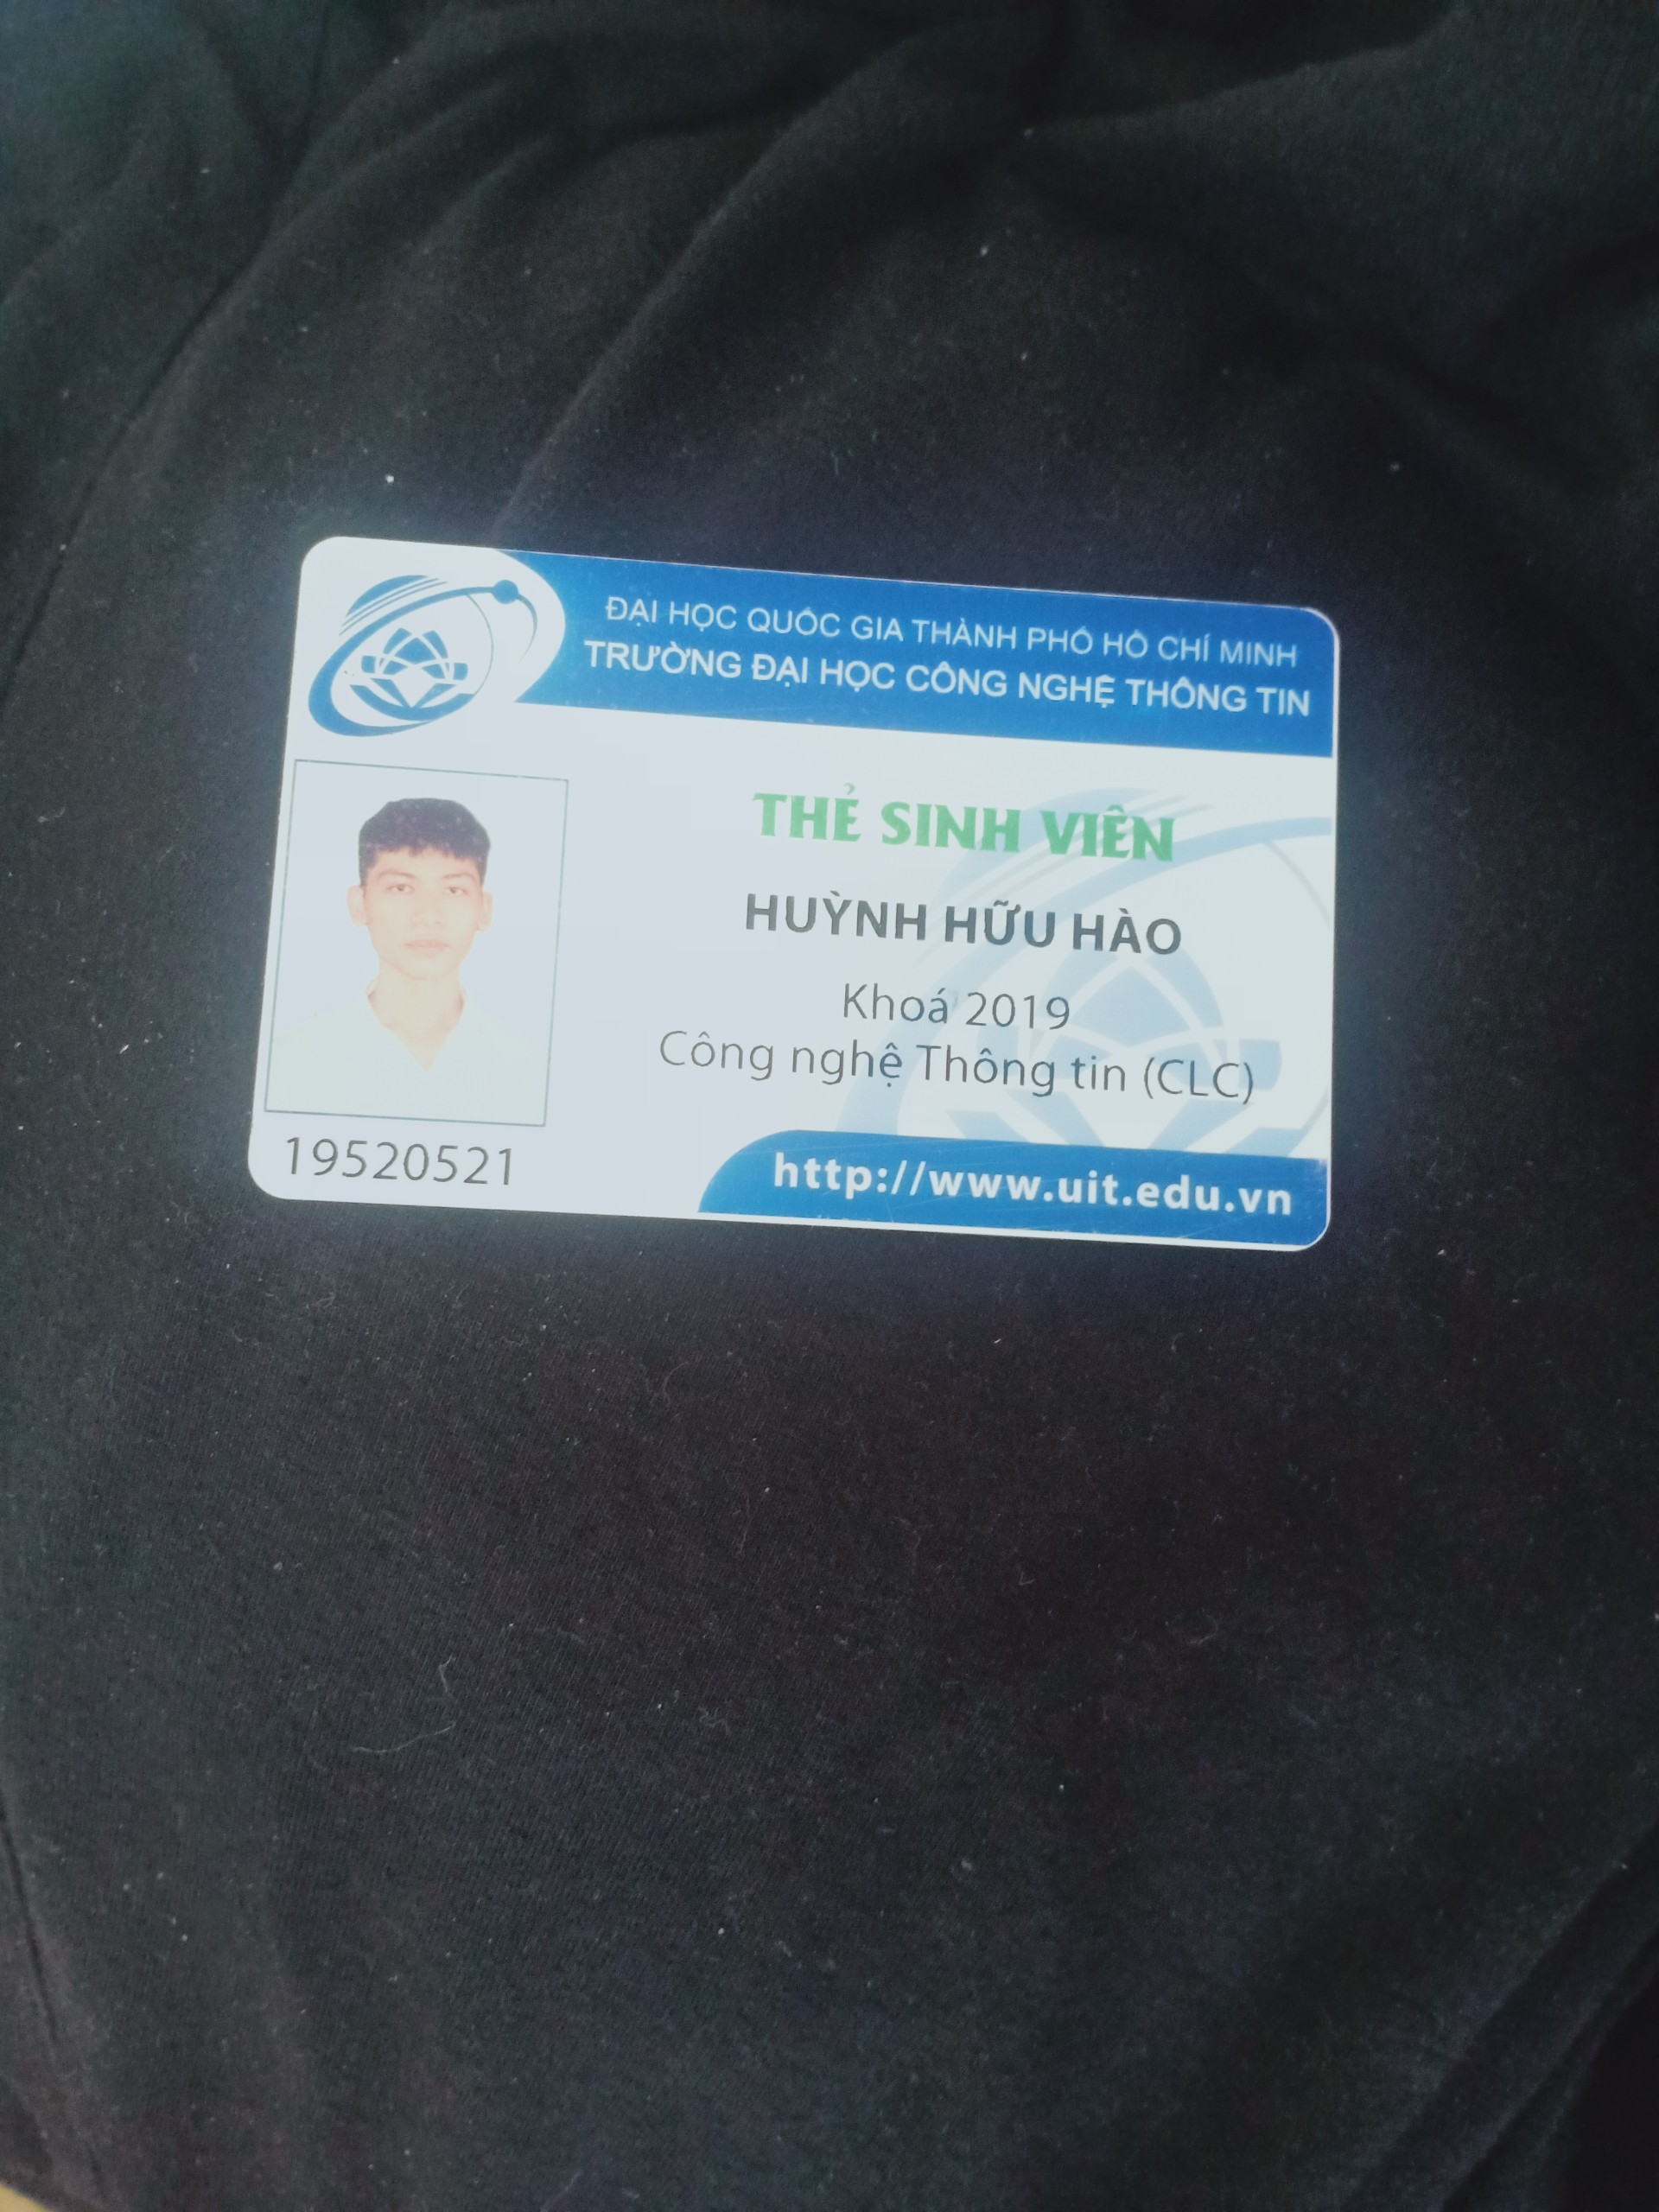 ĐẠI HỌC QUỐC GIA THÀNH PHỐ HỒ CHÍ MINH
TRƯỜNG ĐẠI HỌC CÔNG NGHỆ THÔNG TIN
THẺ SINH VIÊN
HUỲNH HỮU HÀO
Khoá 2019
Công nghệ Thông tin (CLC)
19520521
http://www.uit.edu.vn